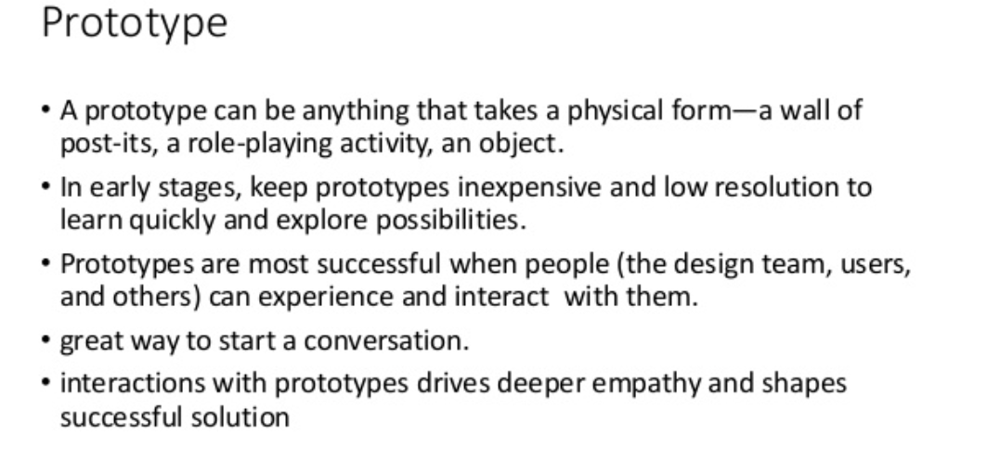 Prototype
• A prototype can be anything that takes a physical form—a wall of
post-its, a role-playing activity, an object.
• In early stages, keep prototypes inexpensive and low resolution to
learn quickly and explore possibilities.
• Prototypes are most successful when people (the design team, users,
and others) can experience and interact  with them.
• great way to start a conversation.
• interactions with prototypes drives deeper empathy and shapes
successful solution